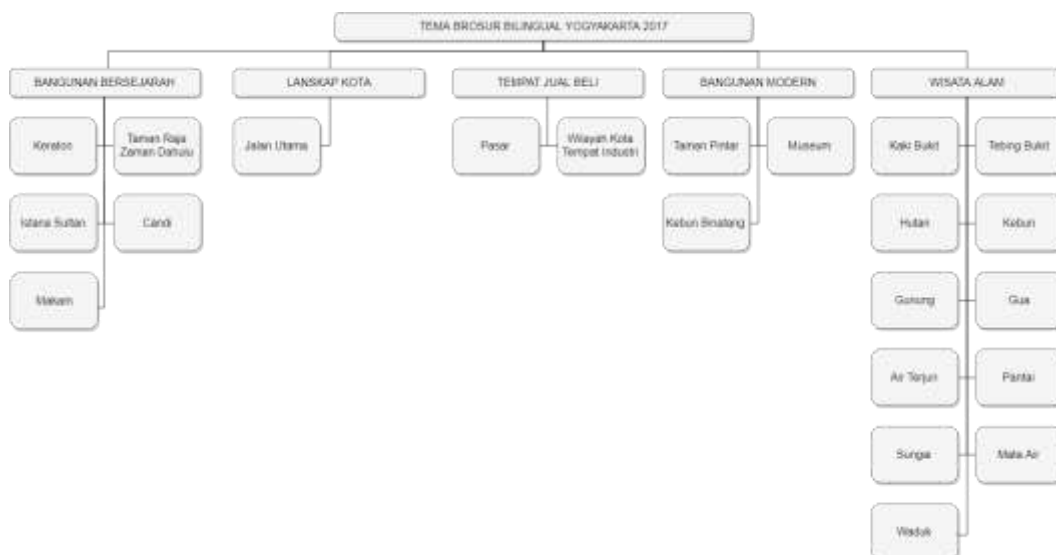 TEMA BROSUR BILINGUAL YOGYAKARTA 2017
BANGUNAN BERSEJARAH
LANSKAP KOTA
TEMPAT JUAL BELI
BANGUNAN MODERN
WISATA ALAM
Keraton
Taman Raja
Zaman Dahulu
Jalan Utama
Pasar
Wilayah Kota
Tempat Industri
Taman Pintar
Museum
Kaki Bukit
Tebing Bukit
Istana Sultan
Candi
Kebun Binatang
Hutan
Kebun
Makam
Gunung
Gua
Air Terjun
Pantai
Sungai
Mata Air
Waduk